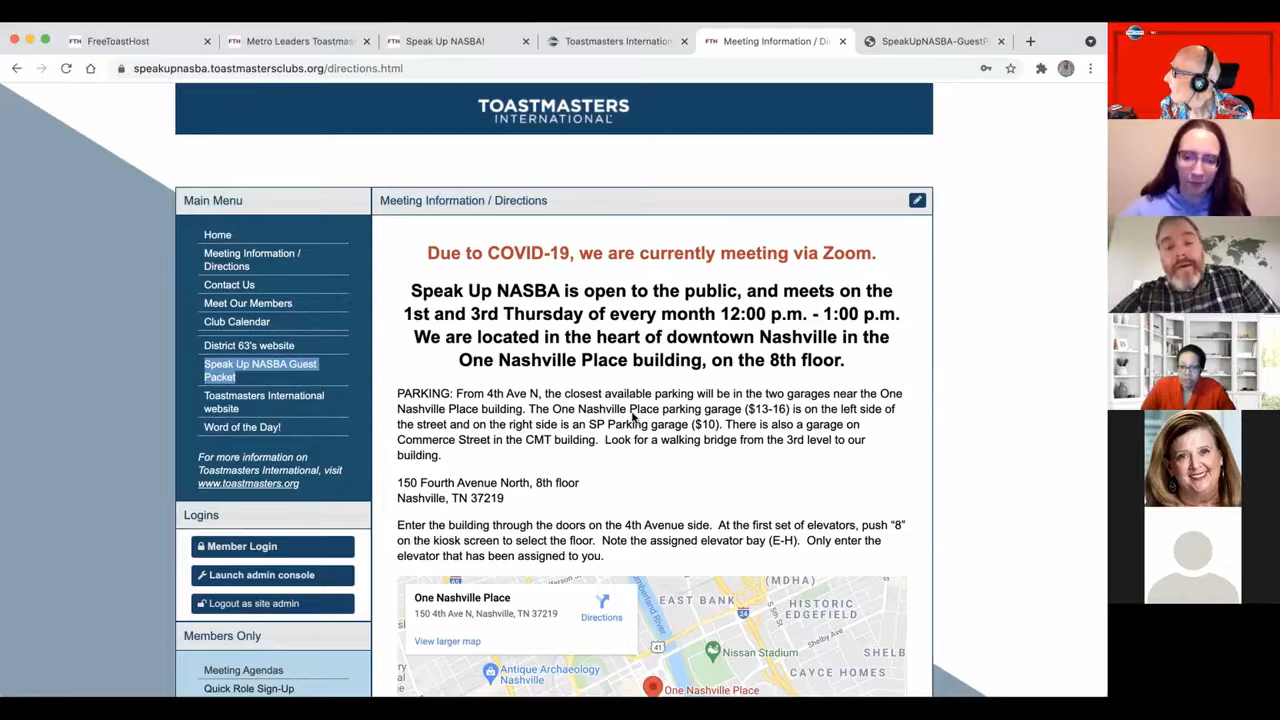 FTH FreeToastHost
FTH Metro Leaders Toastmas
FTH Speak Up NASBA!
Toastmasters Internation
FTH Meeting Information / Di
SpeakUpNASBA-GuestP
speakupnasba.toastmastersclubs.org/directions.html
TOASTMASTERS
INTERNATIONAL
Main Menu
Home
Meeting Information /
Directions
Contact Us
Meet Our Members
Club Calendar
District 63's website
Speak Up NASBA Guest
Packet
Toastmasters International
website
Word of the Day!
For more information on
Toastmasters International, visit
www.toastmasters.org
Logins
Member Login
Launch admin console
Logout as site admin
Members Only
Meeting Agendas
Quick Role Sign-Up
Meeting Information / Directions
Due to COVID-19, we are currently meeting via Zoom.
Speak Up NASBA is open to the public, and meets on the
1st and 3rd Thursday of every month 12:00 p.m. - 1:00 p.m.
We are located in the heart of downtown Nashville in the
One Nashville Place building, on the 8th floor.
PARKING: From 4th Ave N, the closest available parking will be in the two garages near the One
Nashville Place building. The One Nashville Place parking garage ($13-16) is on the left side of
the street and on the right side is an SP Parking garage ($10). There is also a garage on
Commerce Street in the CMT building. Look for a walking bridge from the 3rd level to our
building.
150 Fourth Avenue North, 8th floor
Nashville, TN 37219
Enter the building through the doors on the 4th Avenue side. At the first set of elevators, push “8”
on the kiosk screen to select the floor. Note the assigned elevator bay (E-H). Only enter the
elevator that has been assigned to you.
One Nashville Place
150 4th Ave N, Nashville, TN 37219
Directions
View larger map
(MDHA)
EAST BANK
24
HISTORIC
EDGEFIELD
Shelby Ave
41
Nissan Stadium
SHELB
CAYCE HOMES
Antique Archaeology
Nashville
One Nashville Place